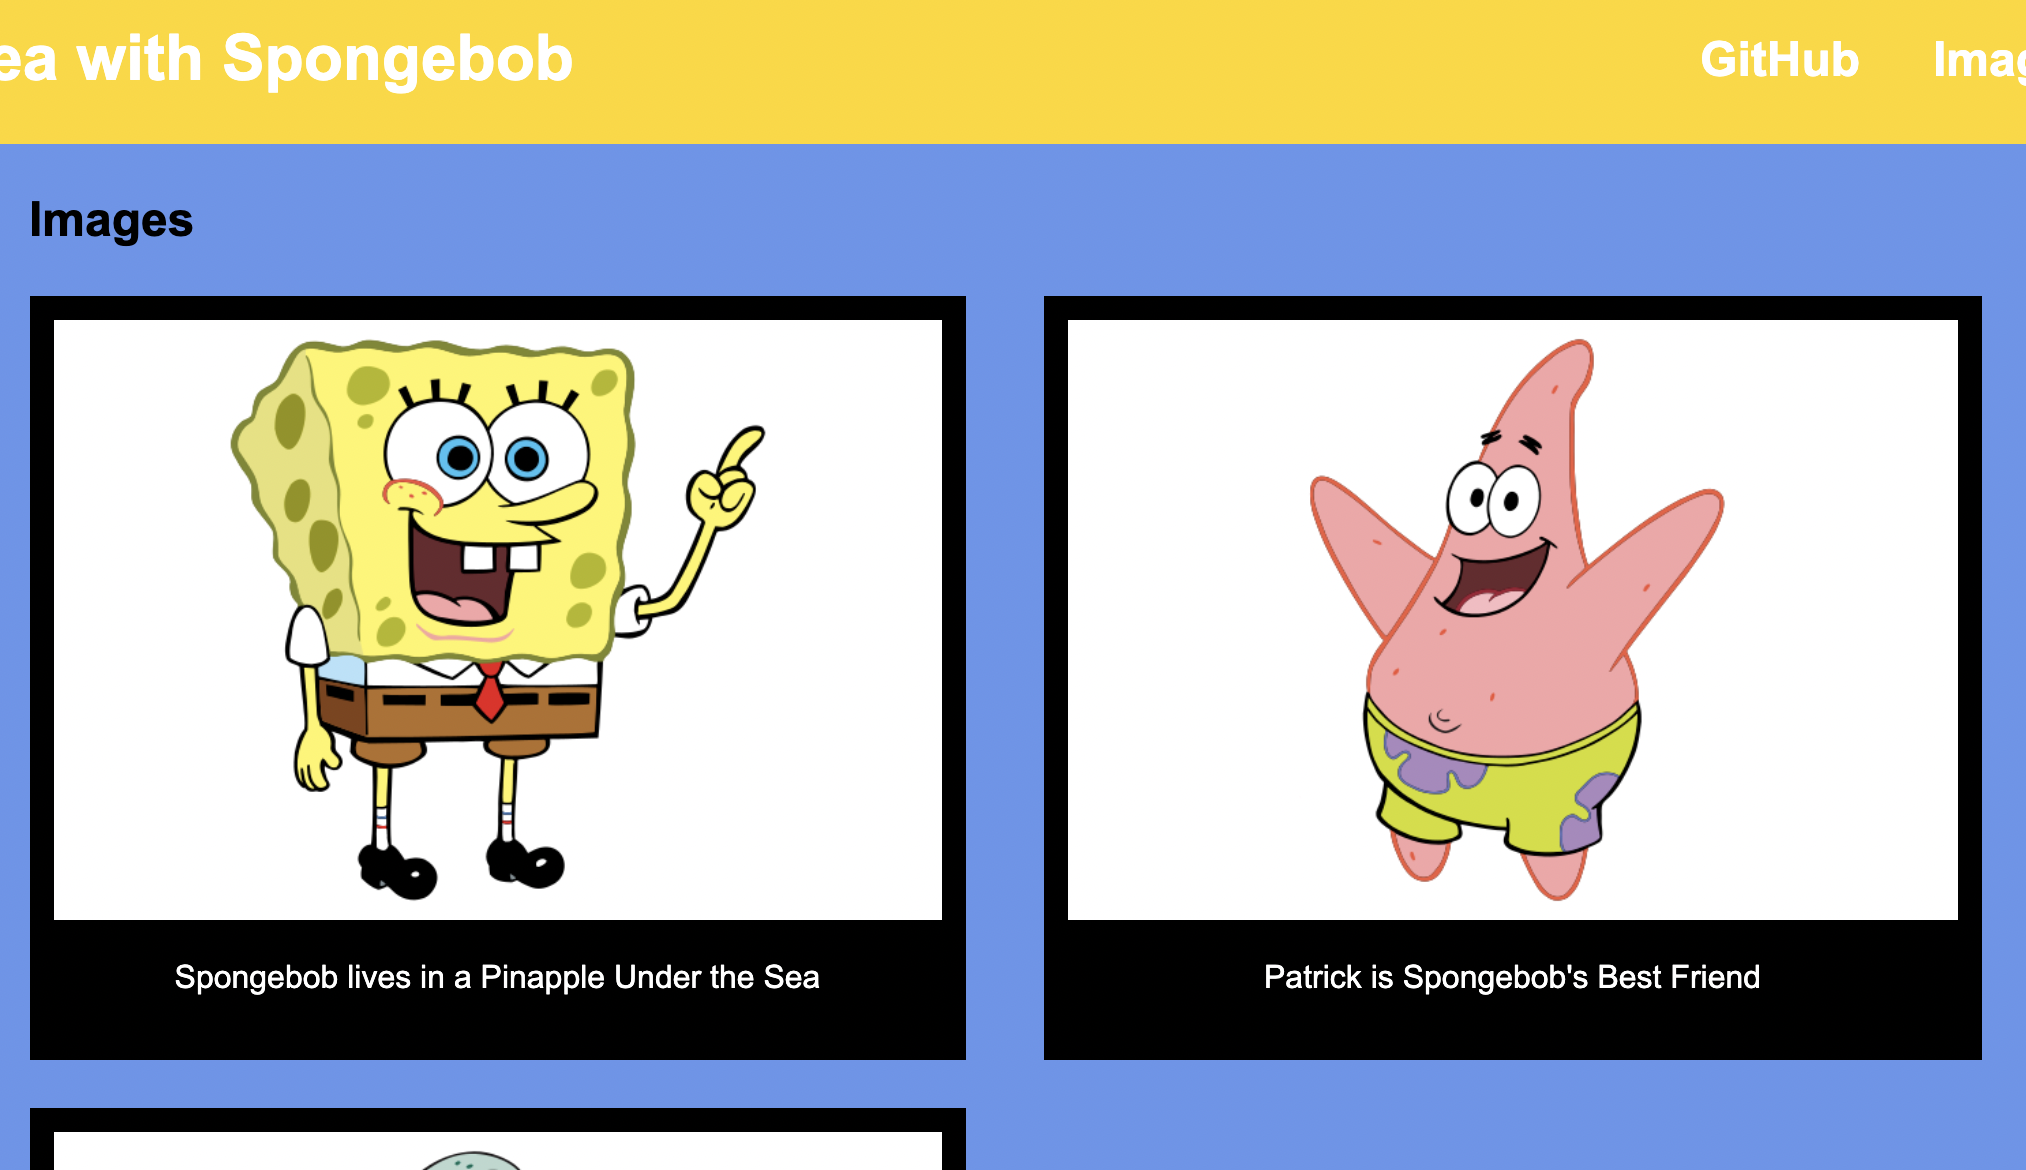 ea with Spongebob
GitHub
Imag
Images
Spongebob lives in a Pinapple Under the Sea
Patrick is Spongebob's Best Friend